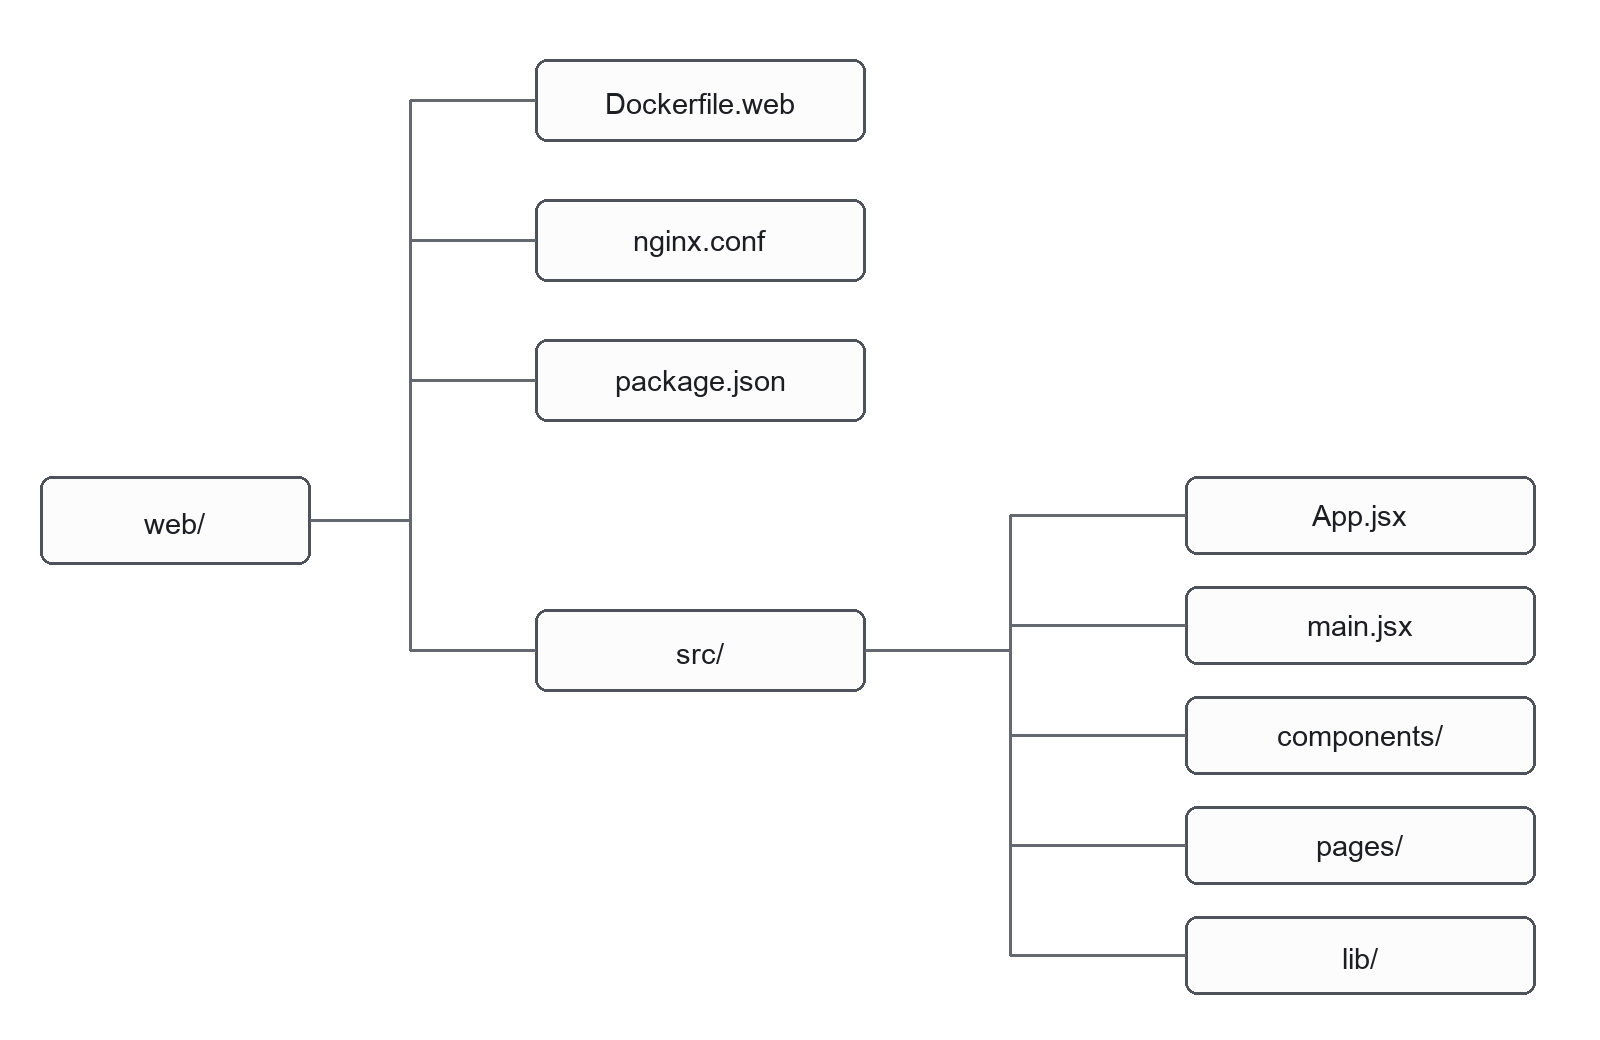 web/
Dockerfile.web
nginx.conf
package.json
src/
App.jsx
main.jsx
components/
pages/
lib/